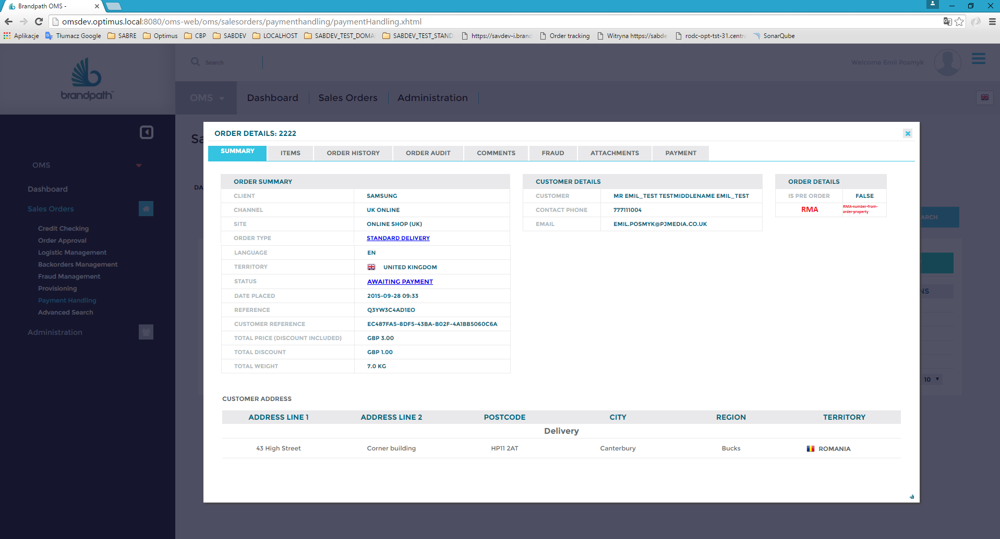 Brandpath OMS -
omsdev.optimus.local:8080/oms-web/oms/salesorders/paymenthandling/paymentHandling.xhtml
Aplikacje Tłumacz Google SABRE Optimus CBP SABDEV LOCALHOST SABDEV_TEST_DOMA SABDEV_TEST_STAND https://savdev-i.brand Order tracking Witryna https://sabde rodc-opt-tst-31.centra SonarQube
brandpath
Search
Welcome Emil Posmyk
OMS Dashboard Sales Orders Administration
OMS
Dashboard
Sales Orders
Credit Checking
Order Approval
Logistic Management
Backorders Management
Fraud Management
Provisioning
Payment Handling
Advanced Search
Administration
Sa
DA
ARCH
NS
10
ORDER DETAILS: 2222
SUMMARY ITEMS ORDER HISTORY ORDER AUDIT COMMENTS FRAUD ATTACHMENTS PAYMENT
ORDER SUMMARY
CLIENT SAMSUNG
CHANNEL UK ONLINE
SITE ONLINE SHOP (UK)
ORDER TYPE STANDARD DELIVERY
LANGUAGE EN
TERRITORY UNITED KINGDOM
STATUS AWAITING PAYMENT
DATE PLACED 2015-09-28 09:33
REFERENCE Q3YW3C4AD1EO
CUSTOMER REFERENCE EC487FA5-8DF5-43BA-B02F-4A1BB5060C6A
TOTAL PRICE (DISCOUNT INCLUDED) GBP 3.00
TOTAL DISCOUNT GBP 1.00
TOTAL WEIGHT 7.0 KG
CUSTOMER DETAILS
CUSTOMER MR EMIL_TEST TESTMIDDLENAME EMIL_TEST
CONTACT PHONE 777111004
EMAIL EMIL.POSMYK@PJMEDIA.CO.UK
ORDER DETAILS
IS PRE ORDER FALSE
RMA RMA-number-from-
order-property
CUSTOMER ADDRESS
ADDRESS LINE 1 ADDRESS LINE 2 POSTCODE CITY REGION TERRITORY
Delivery
43 High Street Corner building HP11 2AT Canterbury Bucks ROMANIA